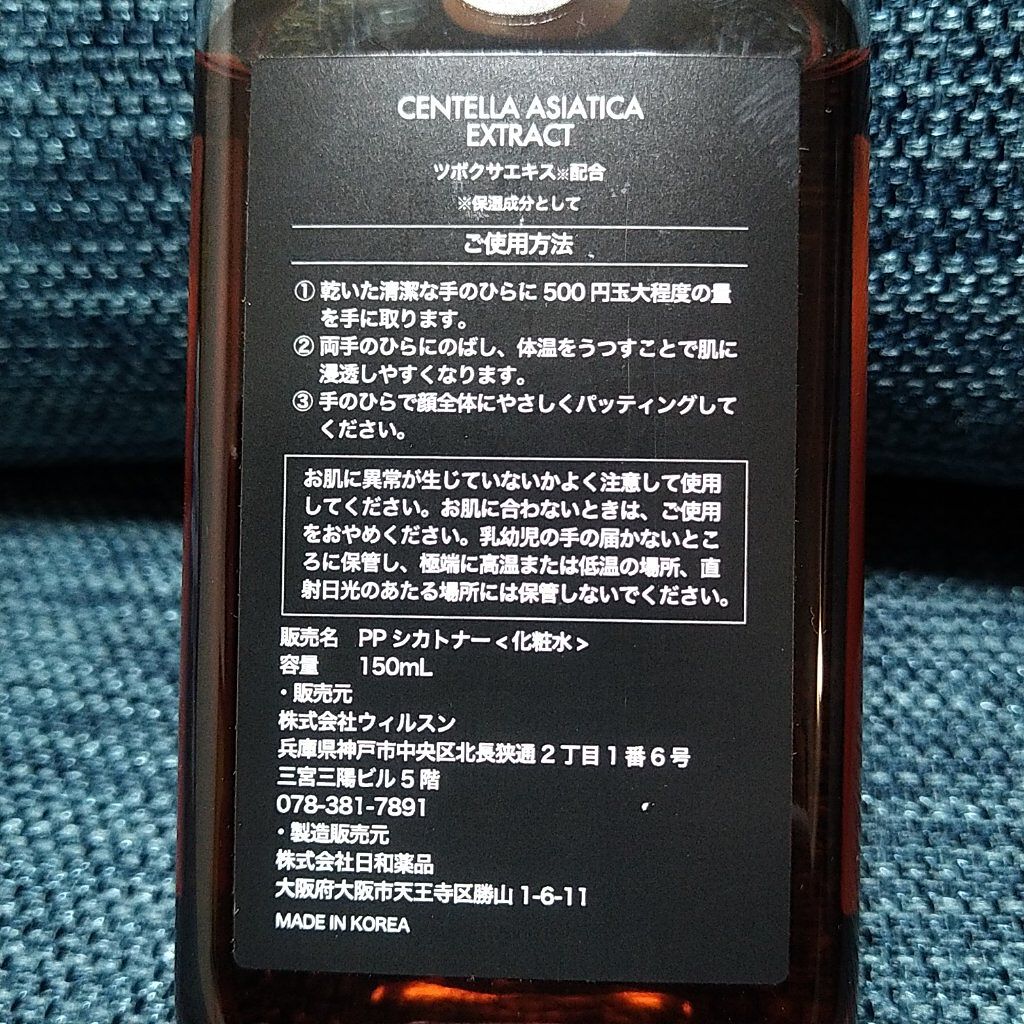 CENTELLA ASIATICA
EXTRACT
ツボクサエキス※配合
※保湿成分として
ご使用方法
① 乾いた清潔な手のひらに 500 円玉大程度の量
を手に取ります。
② 両手のひらにのばし、体温をうつすことで肌に
浸透しやすくなります。
③ 手のひらで顔全体にやさしくパッティングして
ください。
お肌に異常が生じていないかよく注意して使用
してください。お肌に合わないときは、ご使用
をおやめください。乳幼児の手の届かないとこ
ろに保管し、極端に高温または低温の場所、直
射日光のあたる場所には保管しないでください。
販売名 PP シカトナー<化粧水>
容量 150mL
・販売元
株式会社ウィルスン
兵庫県神戸市中央区北長狭通 2 丁目 1 番 6 号
三宮三陽ビル 5 階
078-381-7891
・製造販売元
株式会社日和薬品
大阪府大阪市天王寺区勝山 1-6-11
MADE IN KOREA